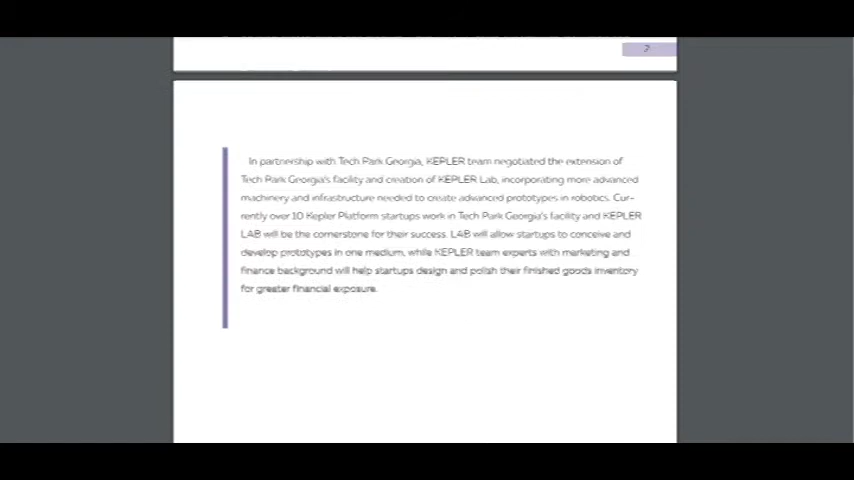 7
In partnership with Tech Park Georgia, KEPLER team negotiated the extension of
Tech Park Georgia's facility and creation of KEPLER Lab, incorporating more advanced
machinery and infrastructure needed to create advanced prototypes in robotics. Cur-
rently over 10 Kepler Platform startups work in Tech Park Georgia's facility and KEPLER
LAB will be the cornerstone for their success. LAB will allow startups to conceive and
develop prototypes in one medium, while KEPLER team experts with marketing and
finance background will help startups design and polish their finished goods inventory
for greater financial exposure.